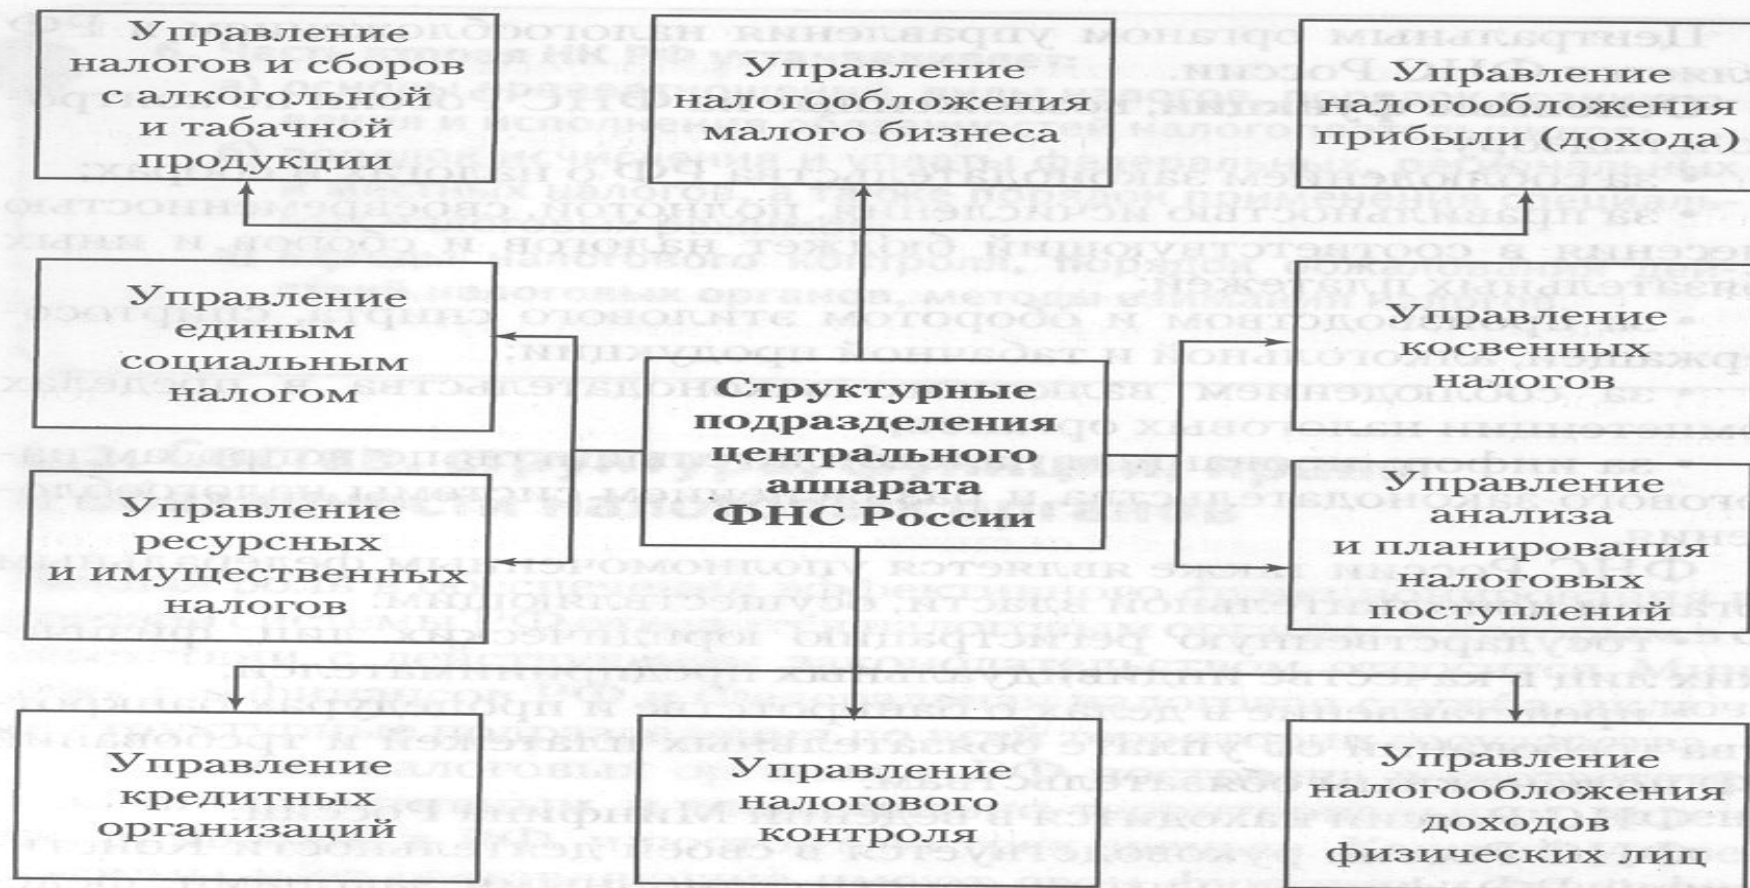 Управление
налогов и сборов
с алкогольной
и табачной
продукции
Управление
налогообложения
малого бизнеса
Управление
налогообложения
прибыли (дохода)
Управление
единым
социальным
налогом
Управление
косвенных
налогов
Структурные
подразделения
центрального
аппарата
ФНС России
Управление
ресурсных
и имущественных
налогов
Управление
анализа
и планирования
налоговых
поступлений
Управление
кредитных
организаций
Управление
налогового
контроля
Управление
налогообложения
доходов
физических лиц